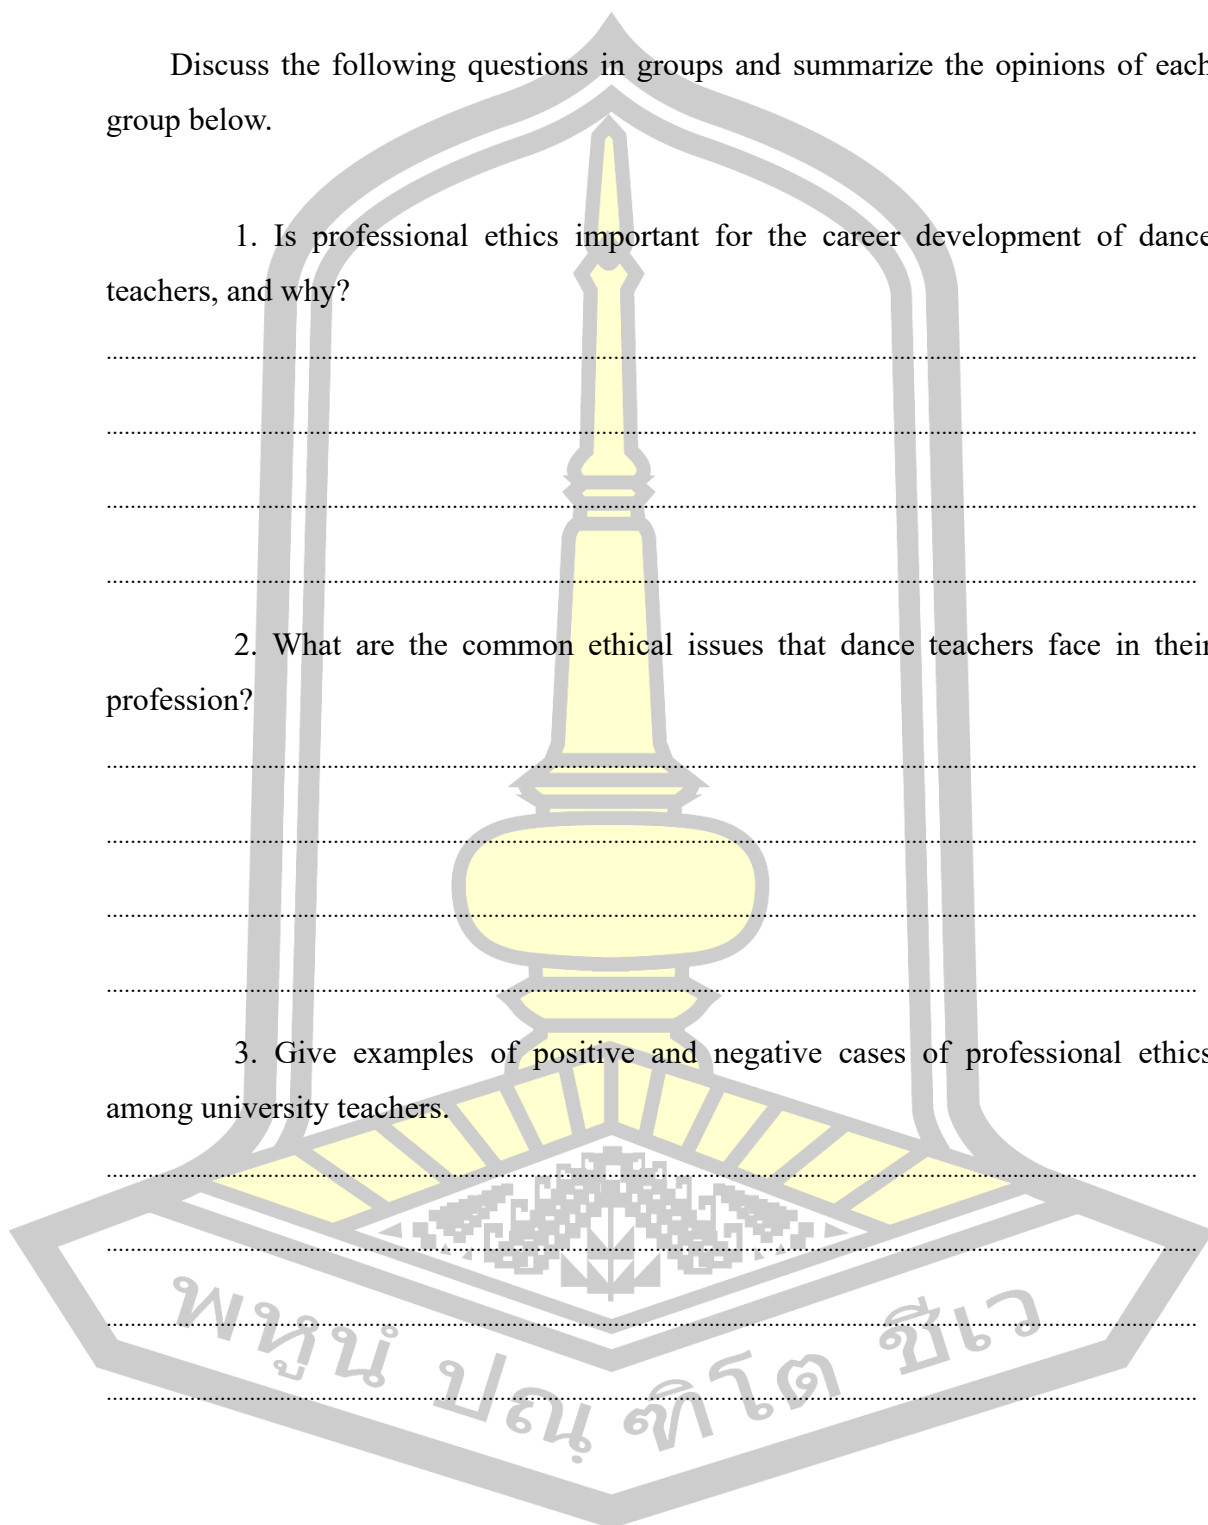 Discuss the following questions in groups and summarize the opinions of each
group below.
1. Is professional ethics important for the career development of dance
teachers, and why?
................................................................................
................................................................................
................................................................................
................................................................................
2. What are the common ethical issues that dance teachers face in their
profession?
................................................................................
................................................................................
................................................................................
................................................................................
3. Give examples of positive and negative cases of professional ethics
among university teachers.
................................................................................
................................................................................
................................................................................
................................................................................
พหูนํ ปณฺฑิโต ชีเว